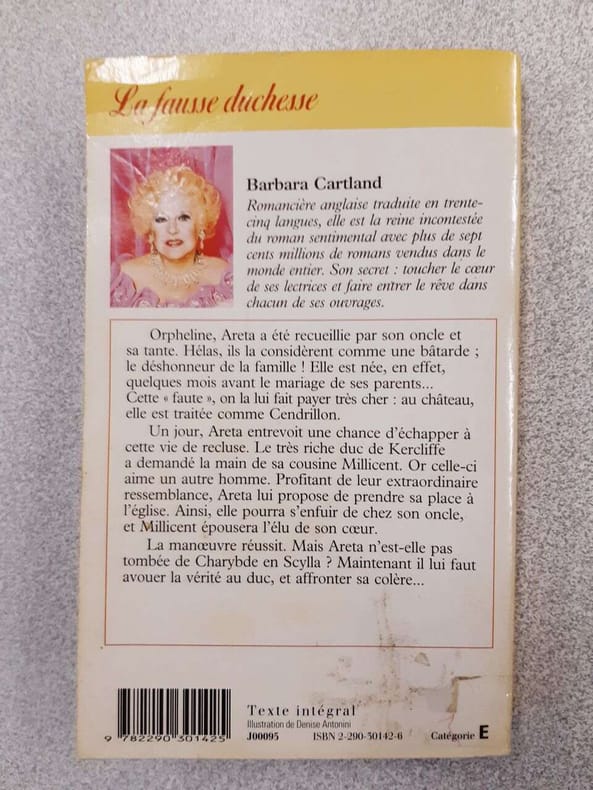 La fausse duchesse
Barbara Cartland
Romancière anglaise traduite en trente-
cinq langues, elle est la reine incontestée
du roman sentimental avec plus de sept
cents millions de romans vendus dans le
monde entier. Son secret : toucher le cœur
de ses lectrices et faire entrer le rêve dans
chacun de ses ouvrages.
Orpheline, Areta a été recueillie par son oncle et
sa tante. Hélas, ils la considèrent comme une bâtarde ;
le déshonneur de la famille ! Elle est née, en effet,
quelques mois avant le mariage de ses parents...
Cette « faute », on la lui fait payer très cher : au château,
elle est traitée comme Cendrillon.
Un jour, Areta entrevoit une chance d'échapper à
cette vie de recluse. Le très riche duc de Kercliffe
a demandé la main de sa cousine Millicent. Or celle-ci
aime un autre homme. Profitant de leur extraordinaire
ressemblance, Areta lui propose de prendre sa place à
l'église. Ainsi, elle pourra s'enfuir de chez son oncle,
et Millicent épousera l'élu de son cœur.
La manœuvre réussit. Mais Areta n'est-elle pas
tombée de Charybde en Scylla ? Maintenant il lui faut
avouer la vérité au duc, et affronter sa colère...
Texte intégral
Illustration de Denise Antonini
9 782290 301425 J00095 ISBN 2-290-30142-6 Catégorie E